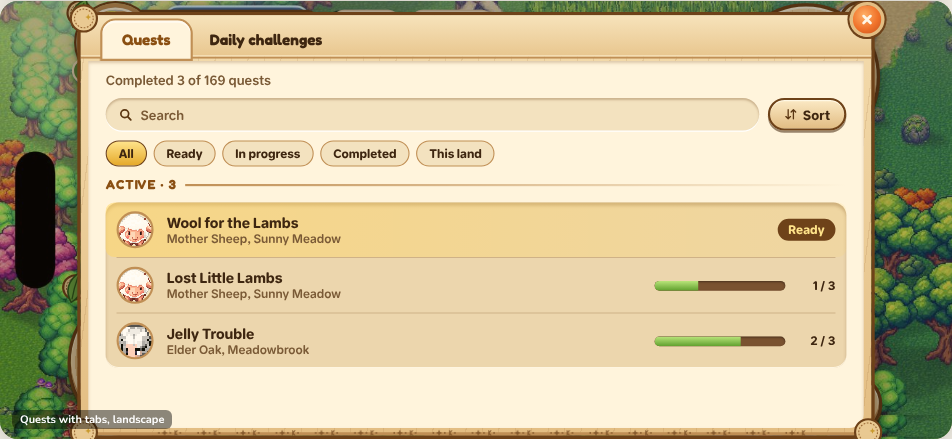 Quests
Daily challenges
Completed 3 of 169 quests
Search
Sort
All
Ready
In progress
Completed
This land
ACTIVE · 3
Wool for the Lambs
Mother Sheep, Sunny Meadow
Ready
Lost Little Lambs
Mother Sheep, Sunny Meadow
1 / 3
Jelly Trouble
Elder Oak, Meadowbrook
2 / 3
Quests with tabs, landscape